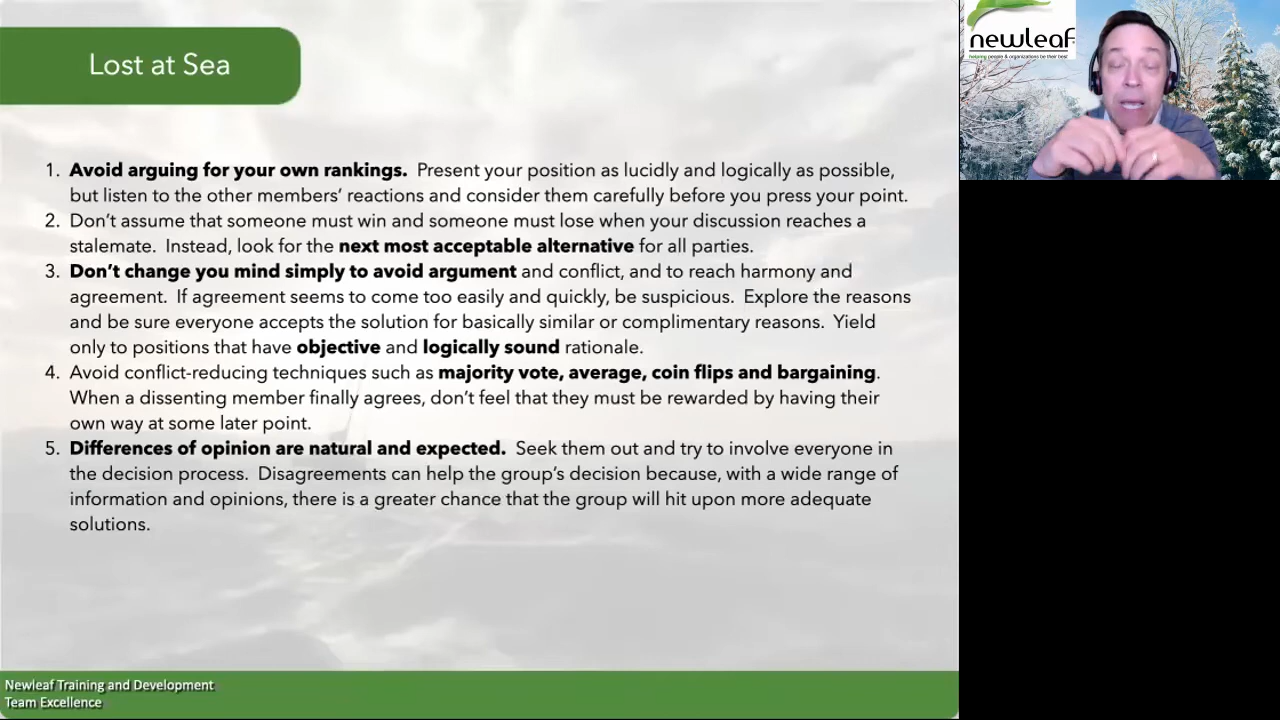 Lost at Sea
1. Avoid arguing for your own rankings. Present your position as lucidly and logically as possible,
but listen to the other members' reactions and consider them carefully before you press your point.
2. Don't assume that someone must win and someone must lose when your discussion reaches a
stalemate. Instead, look for the next most acceptable alternative for all parties.
3. Don't change you mind simply to avoid argument and conflict, and to reach harmony and
agreement. If agreement seems to come too easily and quickly, be suspicious. Explore the reasons
and be sure everyone accepts the solution for basically similar or complimentary reasons. Yield
only to positions that have objective and logically sound rationale.
4. Avoid conflict-reducing techniques such as majority vote, average, coin flips and bargaining.
When a dissenting member finally agrees, don't feel that they must be rewarded by having their
own way at some later point.
5. Differences of opinion are natural and expected. Seek them out and try to involve everyone in
the decision process. Disagreements can help the group's decision because, with a wide range of
information and opinions, there is a greater chance that the group will hit upon more adequate
solutions.
Newleaf Training and Development
Team Excellence
newleaf
helping people & organizations be their best